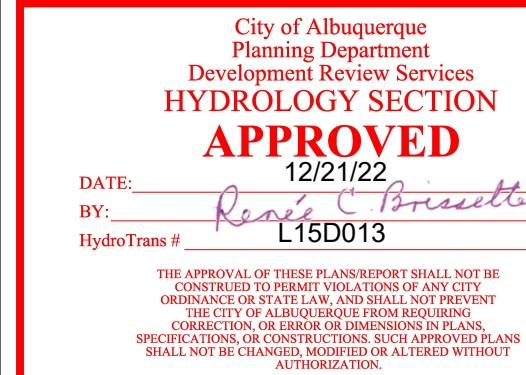 City of Albuquerque
Planning Department
Development Review Services
HYDROLOGY SECTION
APPROVED
DATE: 12/21/22
BY: Renée C. Brissette
HydroTrans # L15D013
THE APPROVAL OF THESE PLANS/REPORT SHALL NOT BE
CONSTRUED TO PERMIT VIOLATIONS OF ANY CITY
ORDINANCE OR STATE LAW, AND SHALL NOT PREVENT
THE CITY OF ALBUQUERQUE FROM REQUIRING
CORRECTION, OR ERROR OR DIMENSIONS IN PLANS,
SPECIFICATIONS, OR CONSTRUCTIONS. SUCH APPROVED PLANS
SHALL NOT BE CHANGED, MODIFIED OR ALTERED WITHOUT
AUTHORIZATION.